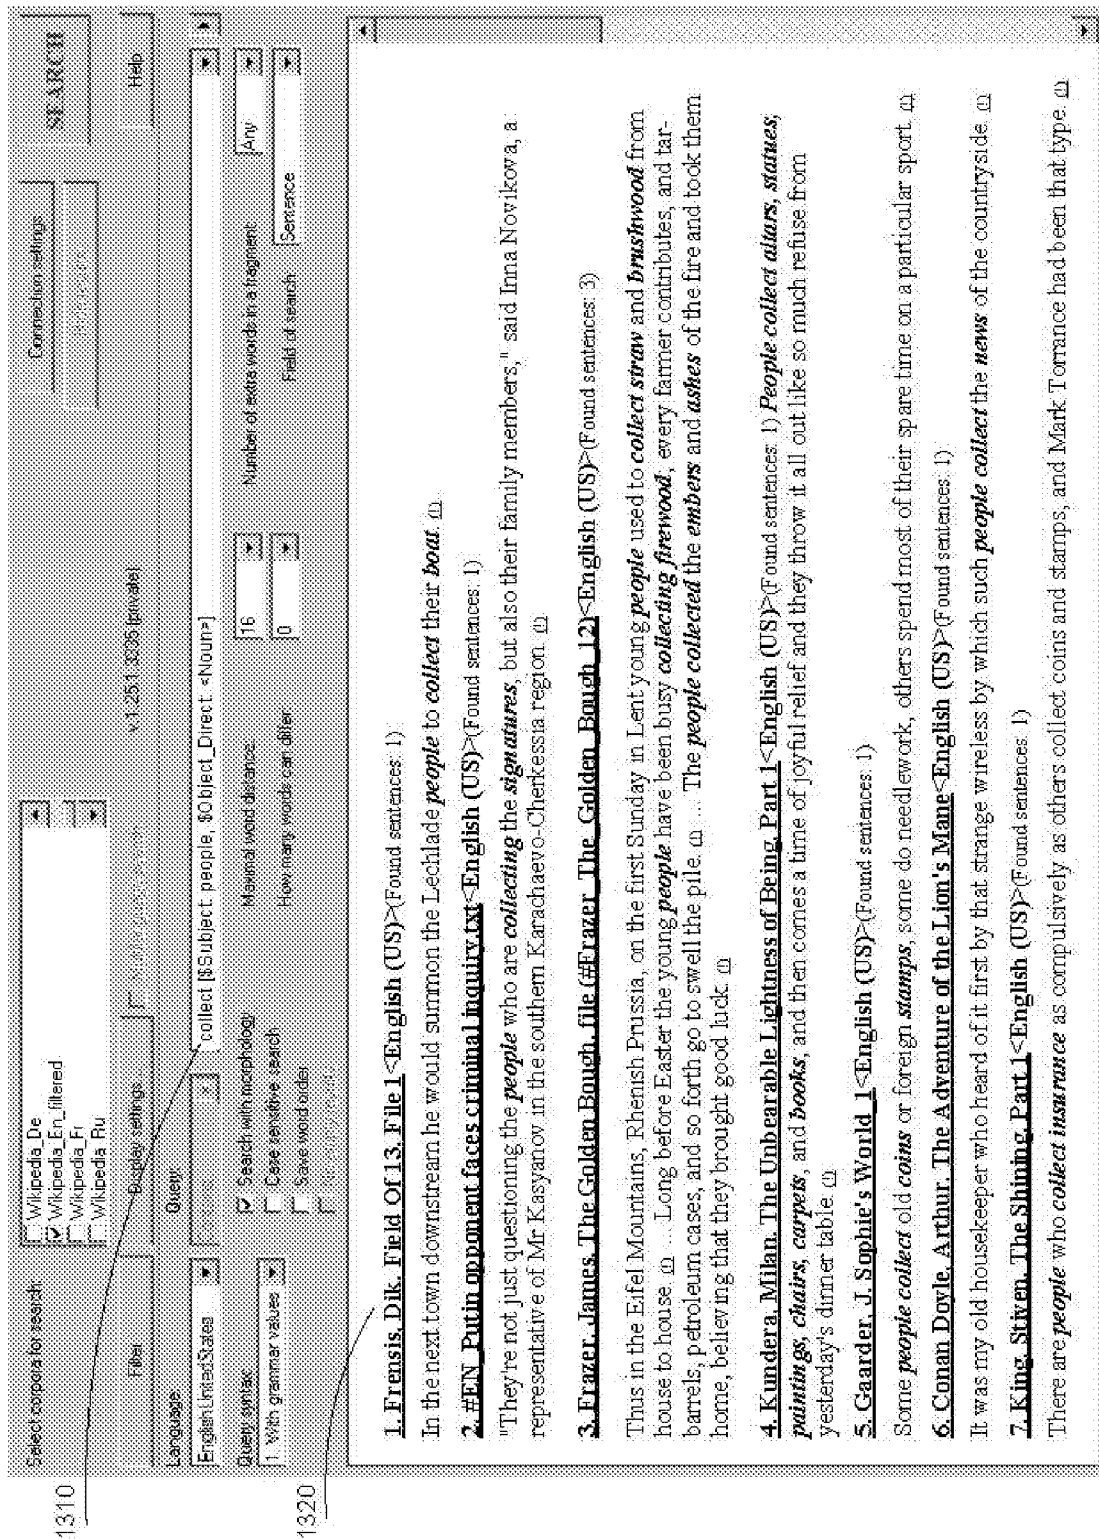 Select corpora for search:
Wikipedia_De
Wikipedia_En_filtered
Wikipedia_Fr
Wikipedia_Ru
Connection settings
SEARCH
Filter
Display settings
v.1.251.3235 [private]
Help
Language
Query:
English United States
collect [$Subject: people, $Object_Direct: <Noun>]
1310
Query syntax:
Search with morphology
Maximal word distance:
16
Number of extra words in a fragment:
Any
1. With grammar values
Case sensitive search
How many words can differ:
0
Field of search
Sentence
Save word order
1320
1. Frensis, Dik. Field Of 13. File 1<English (US)>(Found sentences: 1)
In the next town downstream he would summon the Lechlade people to collect their boat. (i)
2. #EN_Putin opponent faces criminal inquiry.txt<English (US)>(Found sentences: 1)
"They're not just questioning the people who are collecting the signatures, but also their family members," said Inna Novikova, a
representative of Mr Kasyanov in the southern Karachaevo-Cherkessia region. (i)
3. Frazer, James. The Golden Bough. file (#Frazer_The_Golden_Bough_12)<English (US)>(Found sentences: 3)
Thus in the Eifel Mountains, Rhenish Prussia, on the first Sunday in Lent young people used to collect straw and brushwood from
house to house. (i) ... Long before Easter the young people have been busy collecting firewood; every farmer contributes, and tar-
barrels, petroleum cases, and so forth go to swell the pile. (i) ... The people collected the embers and ashes of the fire and took them
home, believing that they brought good luck. (i)
4. Kundera, Milan. The Unbearable Lightness of Being. Part 1<English (US)>(Found sentences: 1) People collect altars, statues,
paintings, chairs, carpets, and books, and then comes a time of joyful relief and they throw it all out like so much refuse from
yesterday's dinner table. (i)
5. Gaarder, J. Sophie's World_1<English (US)>(Found sentences: 1)
Some people collect old coins or foreign stamps, some do needlework, others spend most of their spare time on a particular sport. (i)
6. Conan Doyle, Arthur. The Adventure of the Lion's Mane<English (US)>(Found sentences: 1)
It was my old housekeeper who heard of it first by that strange wireless by which such people collect the news of the countryside. (i)
7. King, Stiven. The Shining. Part 1<English (US)>(Found sentences: 1)
There are people who collect insurance as compulsively as others collect coins and stamps, and Mark Torrance had been that type. (i)